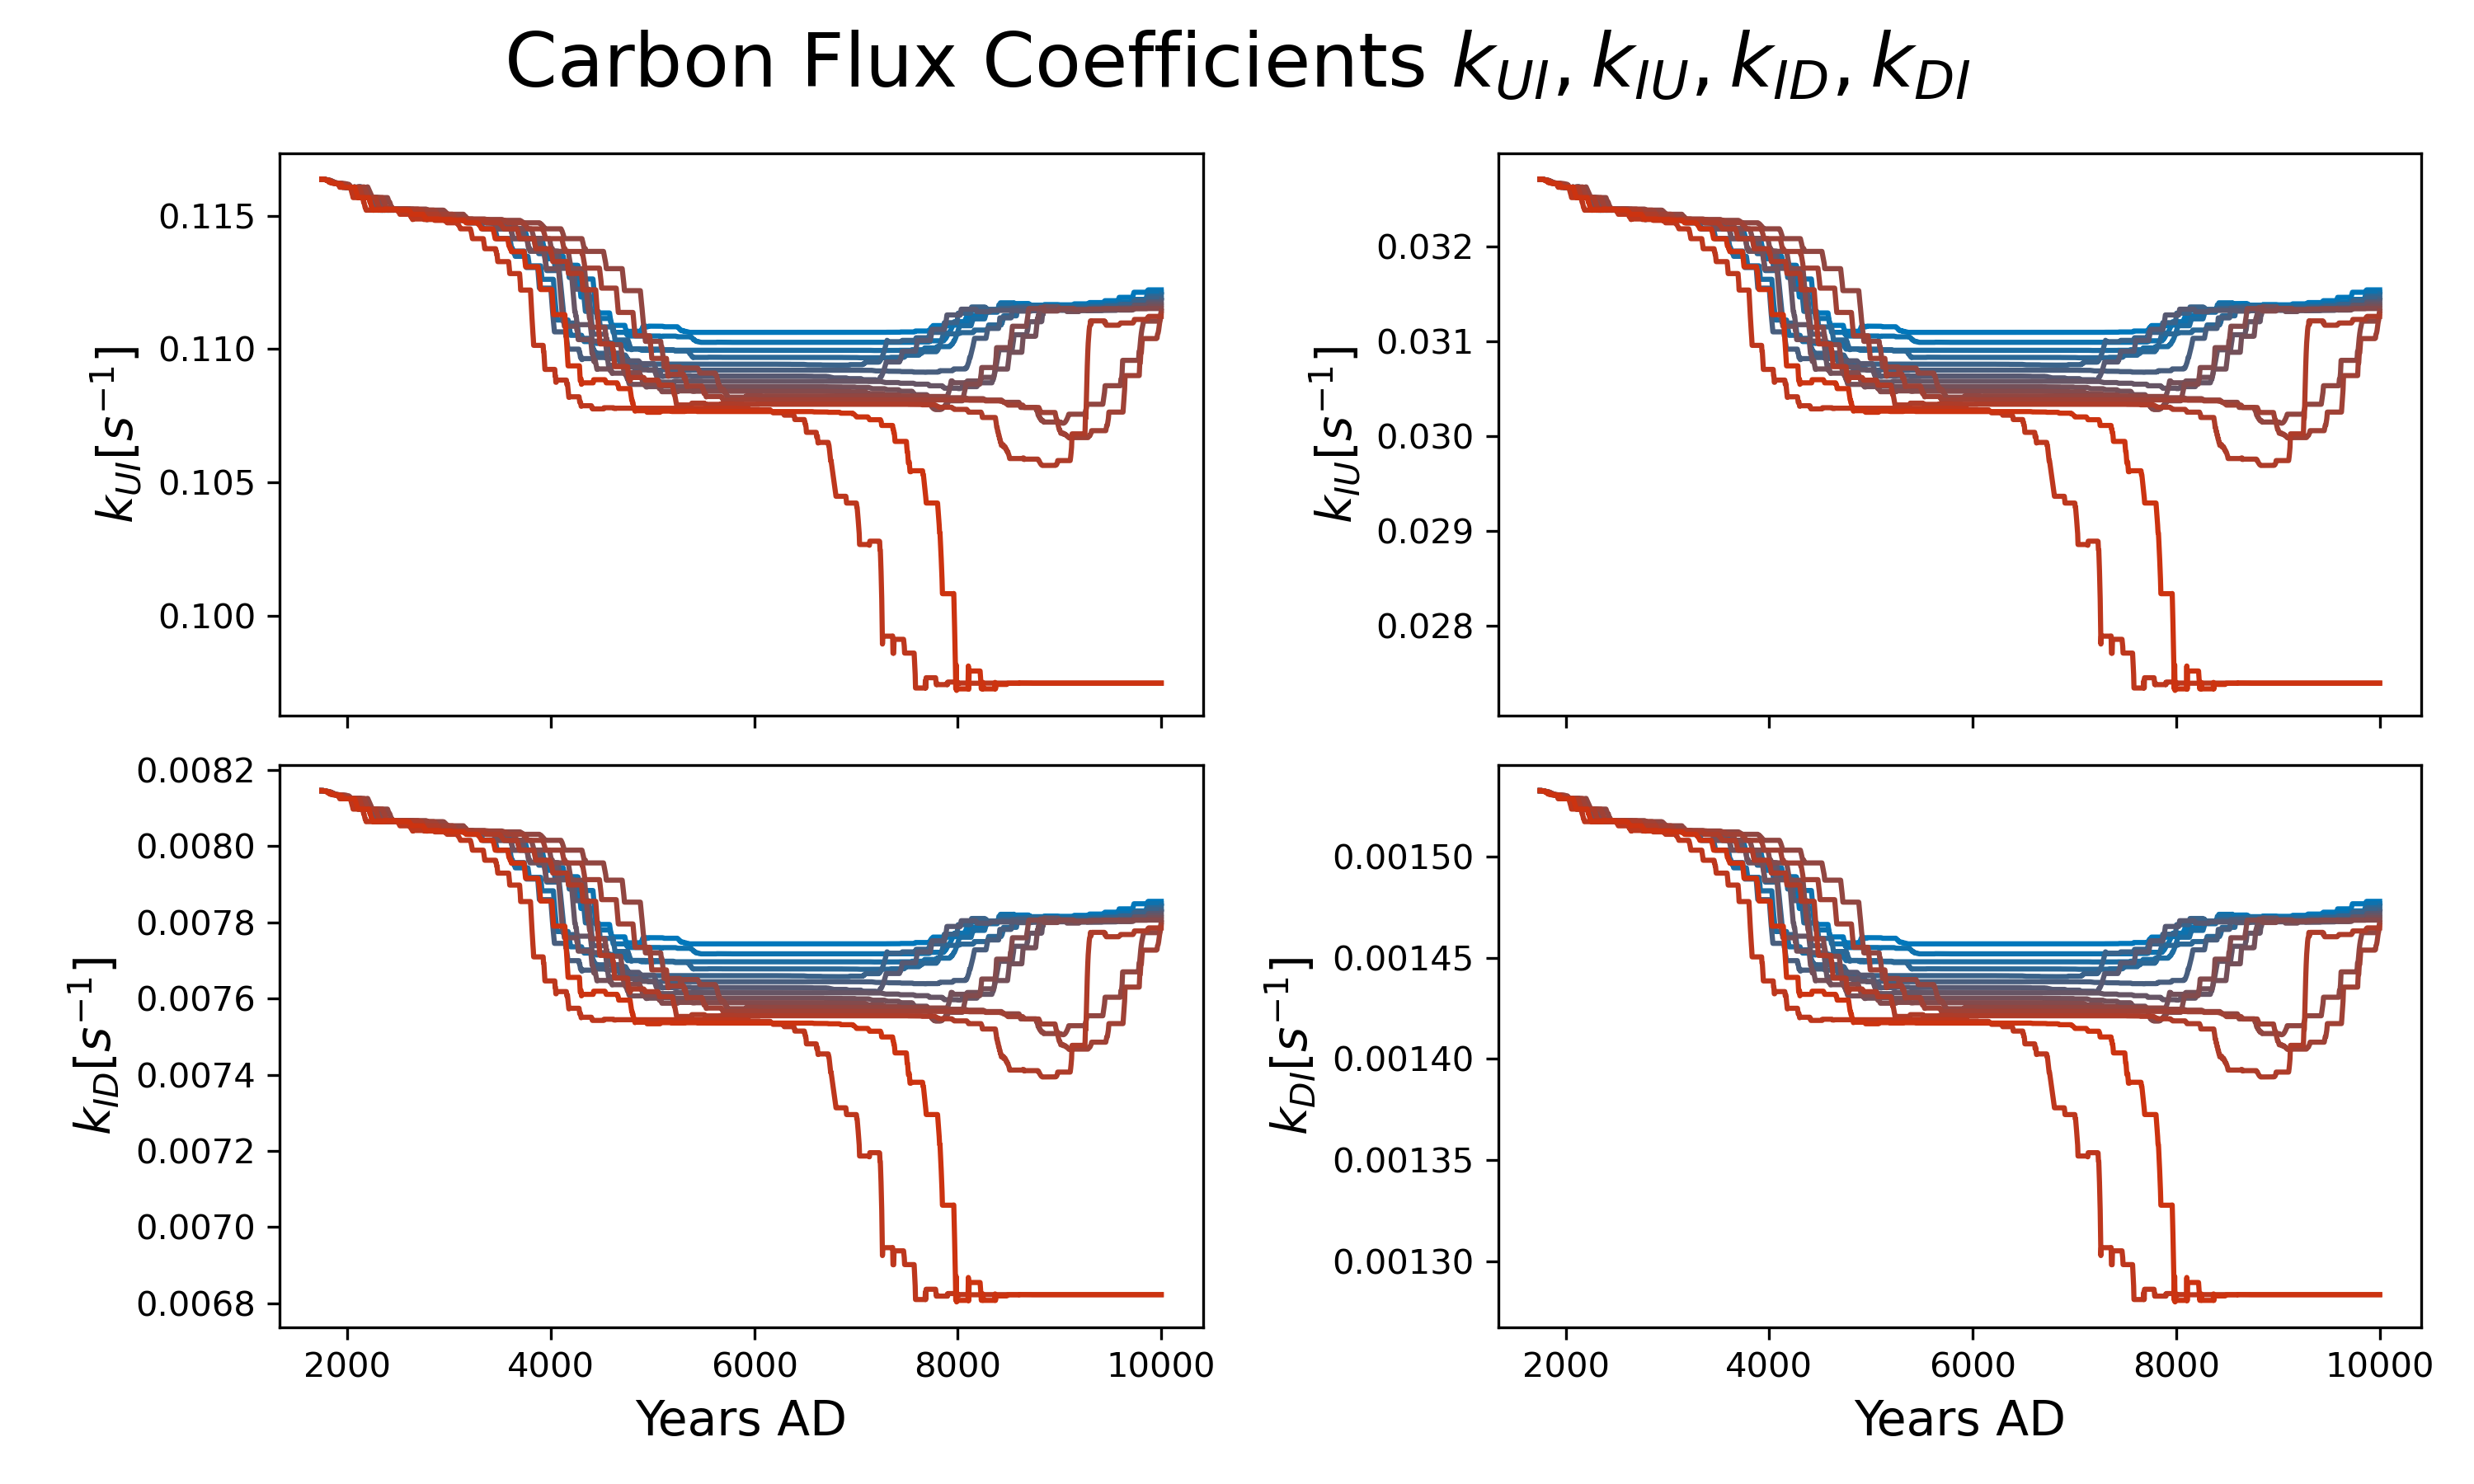 Carbon Flux Coefficients k_{UI}, k_{IU}, k_{ID}, k_{DI}
0.115
0.110
0.105
0.100
k_{UI}[s^{-1}]
0.032
0.031
0.030
0.029
0.028
k_{IU}[s^{-1}]
0.0082
0.0080
0.0078
0.0076
0.0074
0.0072
0.0070
0.0068
k_{ID}[s^{-1}]
2000 4000 6000 8000 10000
Years AD
0.00150
0.00145
0.00140
0.00135
0.00130
k_{DI}[s^{-1}]
2000 4000 6000 8000 10000
Years AD